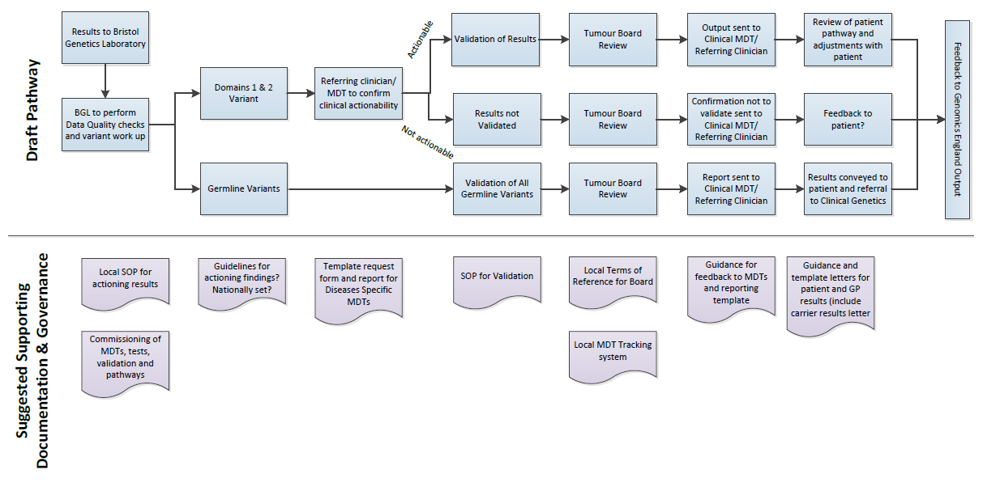 Draft Pathway
Results to Bristol
Genetics Laboratory
BGL to perform
Data Quality checks
and variant work up
Domains 1 & 2
Variant
Referring clinician/
MDT to confirm
clinical actionability
Actionable
Not actionable
Validation of Results
Tumour Board
Review
Output sent to
Clinical MDT/
Referring Clinician
Review of patient
pathway and
adjustments with
patient
Results not
Validated
Tumour Board
Review
Confirmation not to
validate sent to
Clinical MDT/
Referring Clinician
Feedback to
patient?
Germline Variants
Validation of All
Germline Variants
Tumour Board
Review
Report sent to
Clinical MDT/
Referring Clinician
Results conveyed to
patient and referral
to Clinical Genetics
Feedback to Genomics England Output
Suggested Supporting
Documentation & Governance
Local SOP for
actioning results
Guidelines for
actioning findings?
Nationally set?
Template request
form and report for
Diseases Specific
MDTs
SOP for Validation
Local Terms of
Reference for Board
Guidance for
feedback to MDTs
and reporting
template
Guidance and
template letters for
patient and GP
results (include
carrier results letter
Commissioning of
MDTs, tests,
validation and
pathways
Local MDT Tracking
system